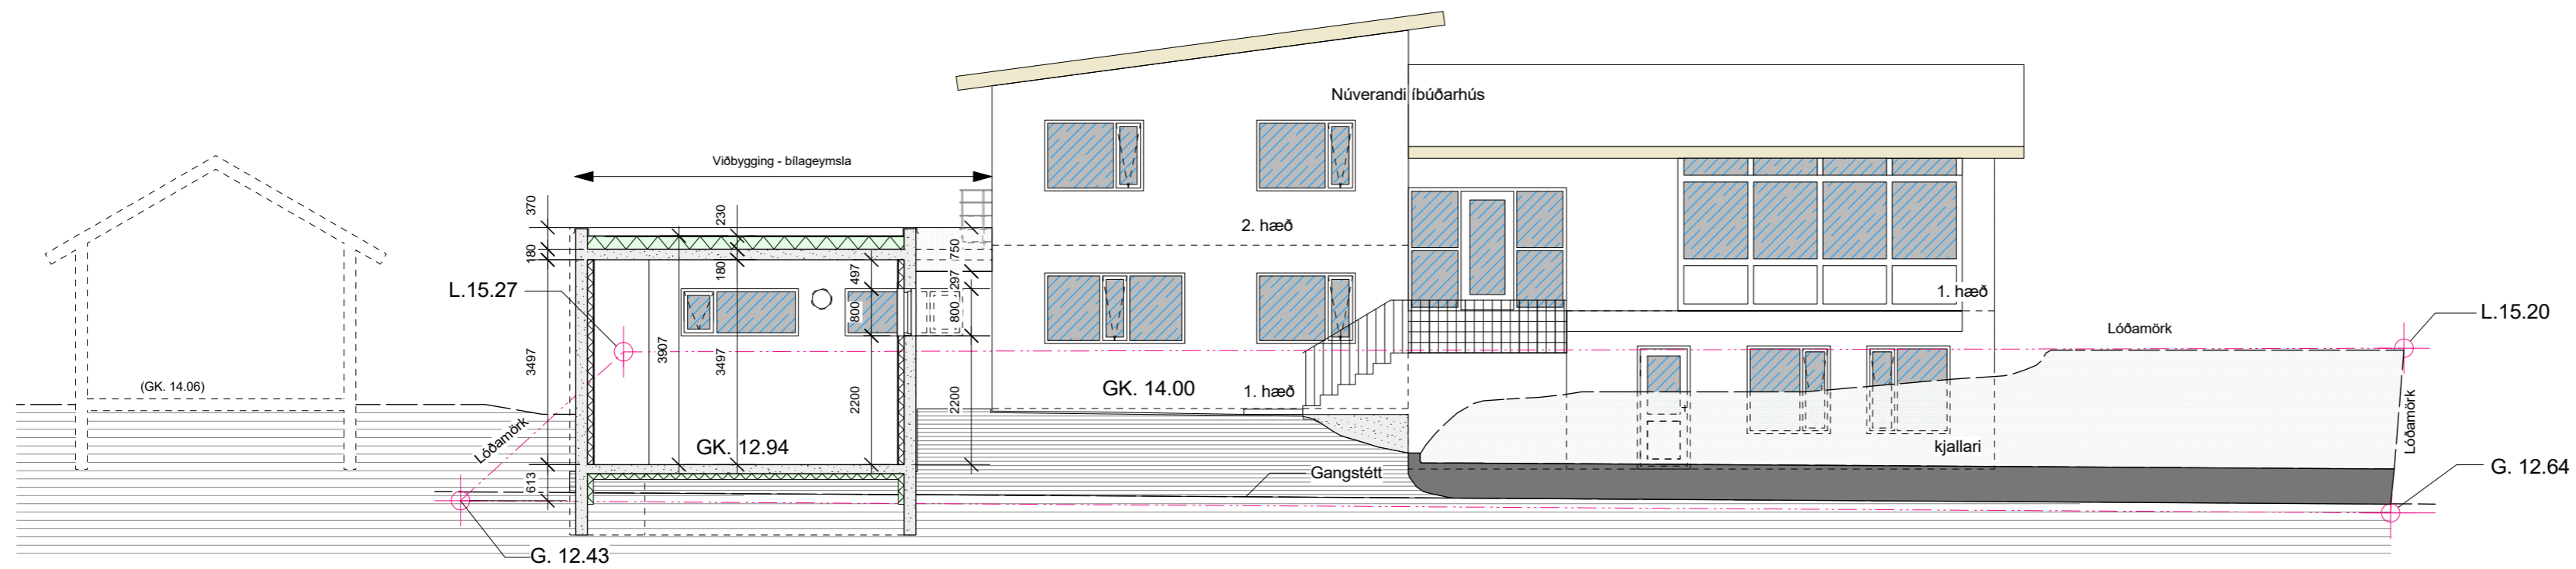 Núverandi íbúðarhús
Viðbygging - bílageymsla
370
230
2. hæð
750
180
180
497
297
L.15.27
1. hæð
800
800
L.15.20
Lóðamörk
3907
3497
3497
(GK. 14.06)
GK. 14.00
1. hæð
2200
2200
Lóðamörk
GK. 12.94
Lóðamörk
kjallari
Gangstétt
G. 12.64
613
G. 12.43